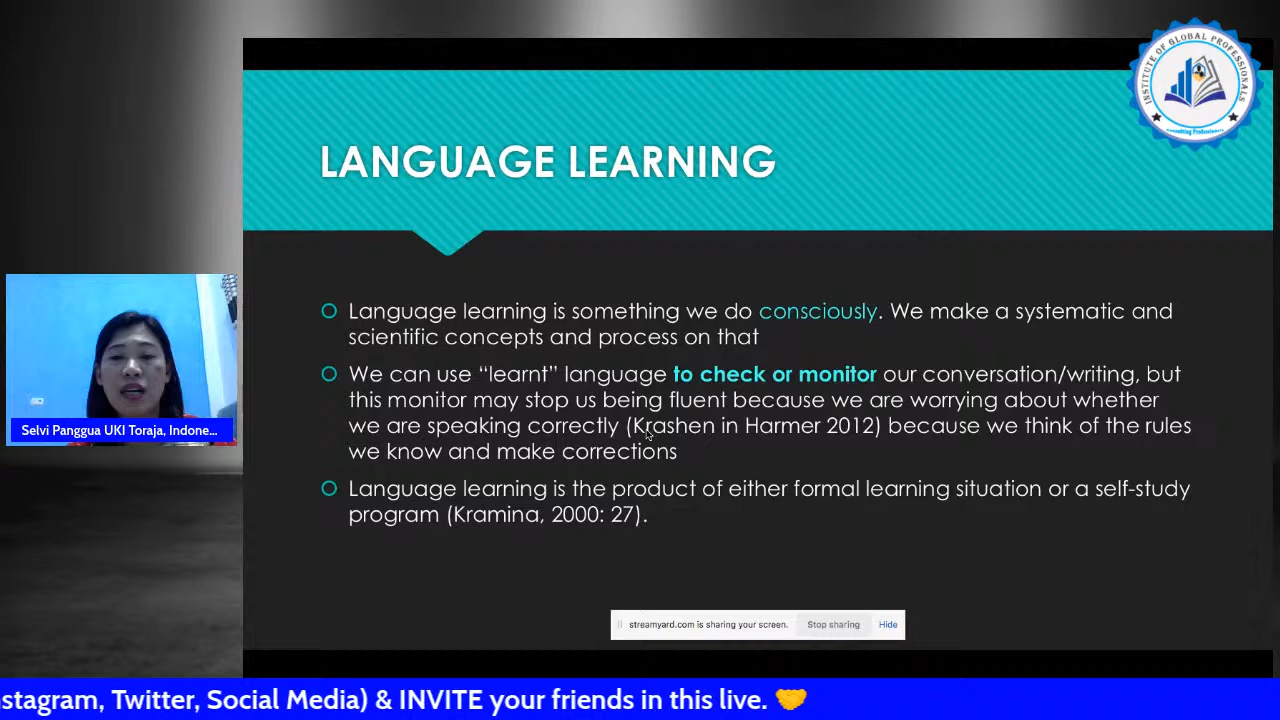 INSTITUTE OF GLOBAL PROFESSIONALS
LANGUAGE LEARNING
Language learning is something we do consciously. We make a systematic and
scientific concepts and process on that
We can use “learnt” language to check or monitor our conversation/writing, but
this monitor may stop us being fluent because we are worrying about whether
we are speaking correctly (Krashen in Harmer 2012) because we think of the rules
we know and make corrections
Language learning is the product of either formal learning situation or a self-study
program (Kramina, 2000: 27).
Selvi Panggua UKI Toraja, Indone...
streamyard.com is sharing your screen. Stop sharing Hide
nstagram, Twitter, Social Media) & INVITE your friends in this live. 🤝